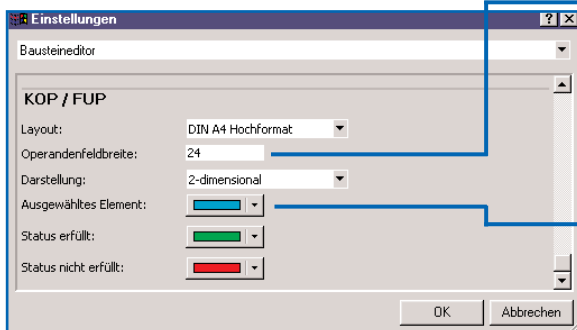 Einstellungen
Bausteineditor
KOP / FUP
Layout: DIN A4 Hochformat
Operandenfeldbreite: 24
Darstellung: 2-dimensional
Ausgewähltes Element:
Status erfüllt:
Status nicht erfüllt:
OK Abbrechen